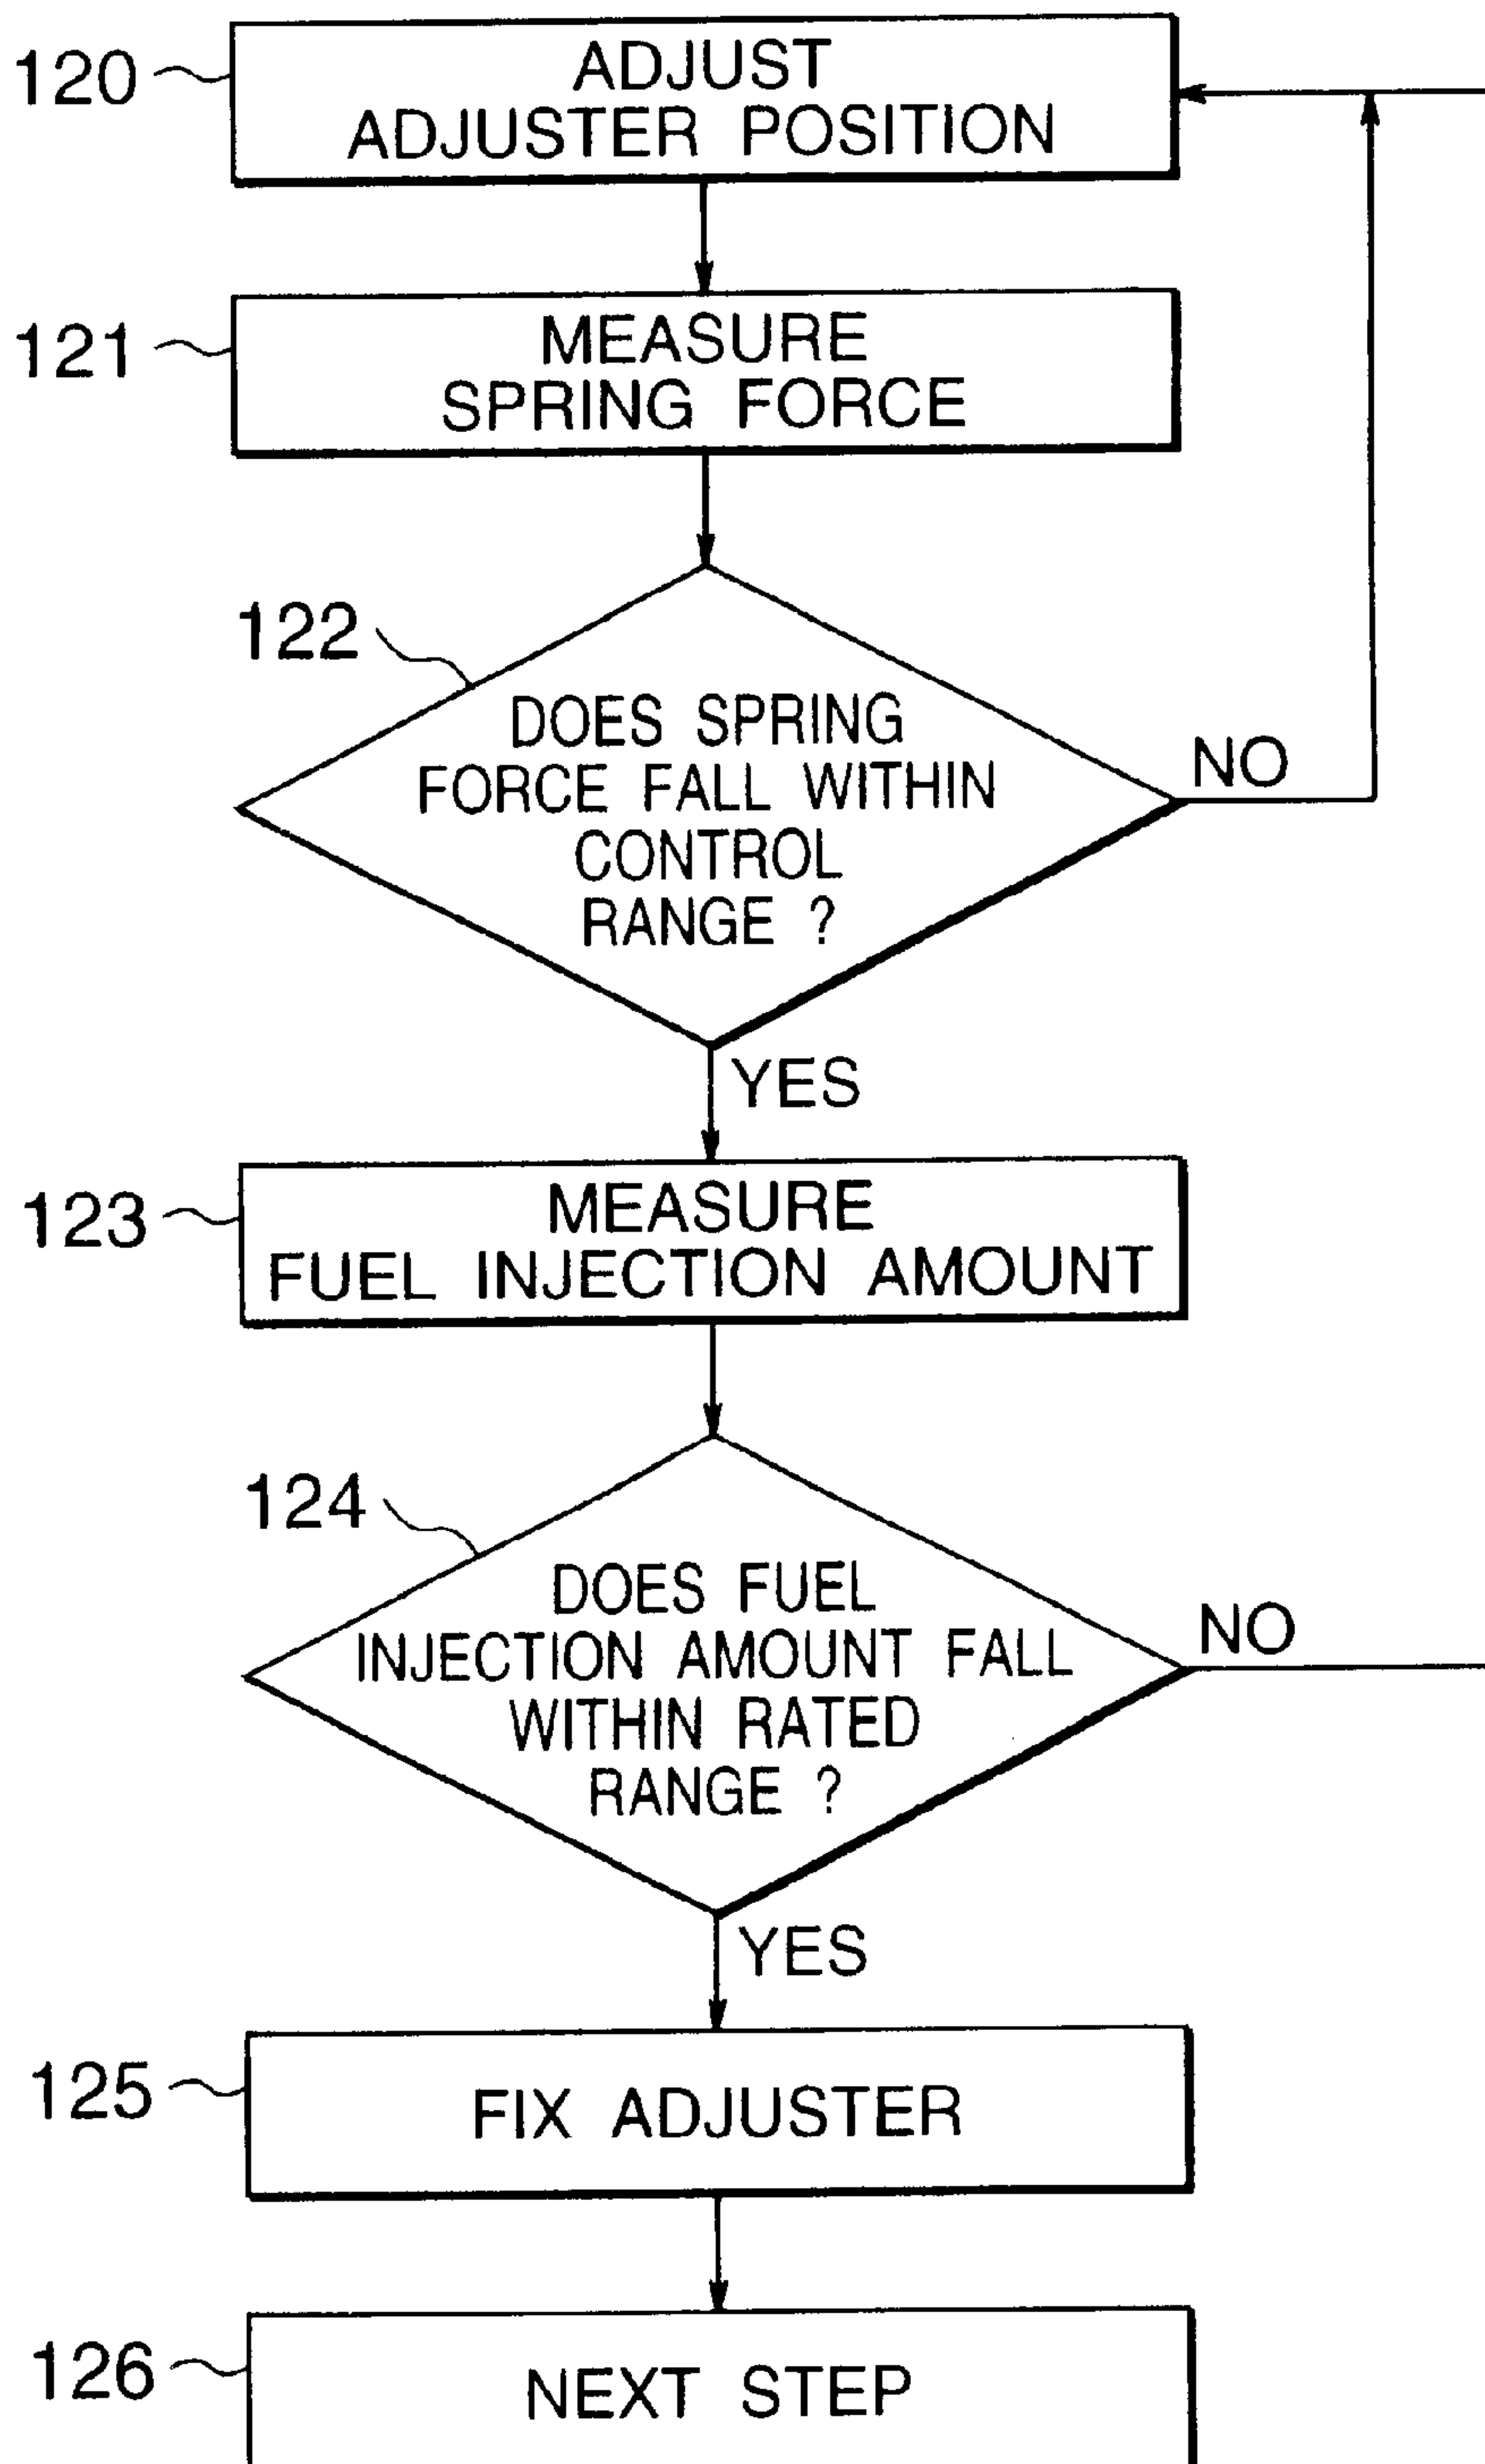 120
ADJUST
ADJUSTER POSITION
121
MEASURE
SPRING FORCE
122
DOES SPRING
FORCE FALL WITHIN
CONTROL
RANGE ?
NO
YES
123
MEASURE
FUEL INJECTION AMOUNT
124
DOES FUEL
INJECTION AMOUNT FALL
WITHIN RATED
RANGE ?
NO
YES
125
FIX ADJUSTER
126
NEXT STEP